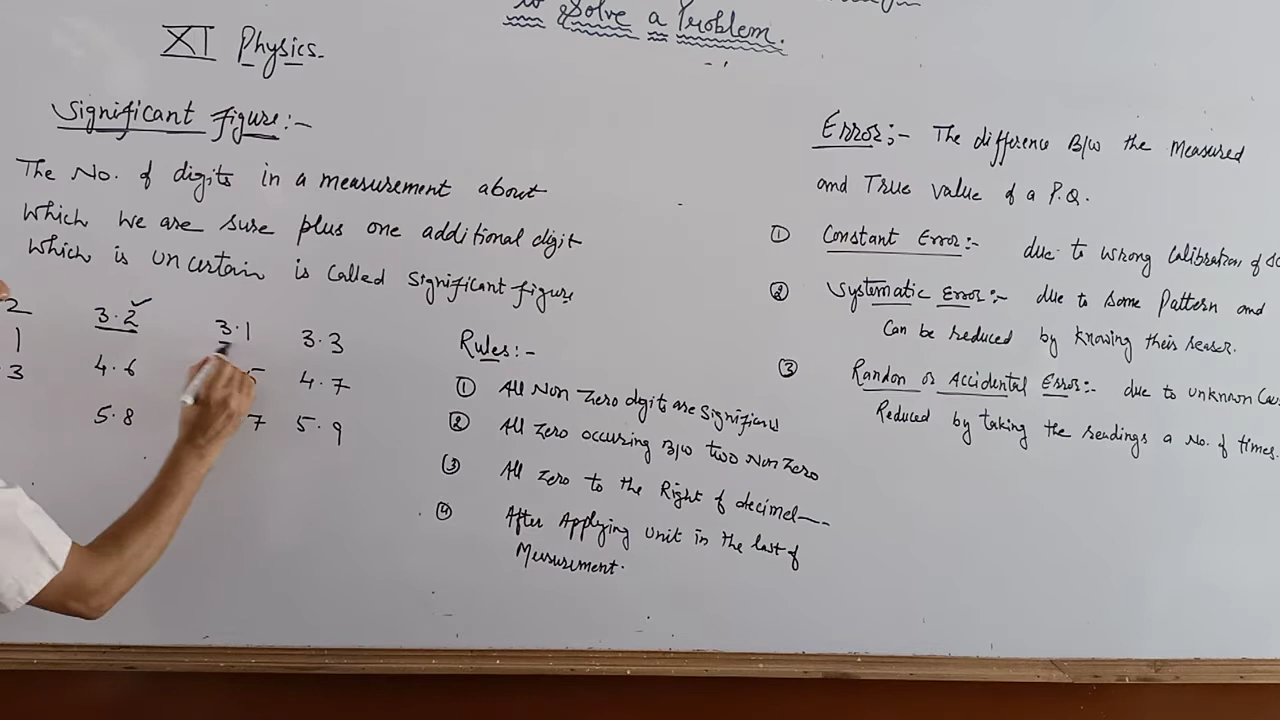 to Solve a Problem.
XI Physics.
Significant figure:-
The No. of digits in a measurement about
which we are sure plus one additional digit
which is uncertain is called significant figure
2 3.2 ✓ 3.1 3.3
1 4.6 5 4.7
.3 5.8 7 5.9
Rules:-
① All Non Zero digits are Significant
② All Zero occuring B/w two Non Zero
③ All Zero to the Right of decimel---
④ After Applying unit in the last of
Measurement.
Error:- The difference B/w the Measured
and True value of a P.Q.
① Constant Error:- due to wrong Calibration of
② Systematic Error:- due to some Pattern and
Can be reduced by knowing their
③ Randon or Accidental Error:- due to unknown Cau
Reduced by taking the readings a No. of times.